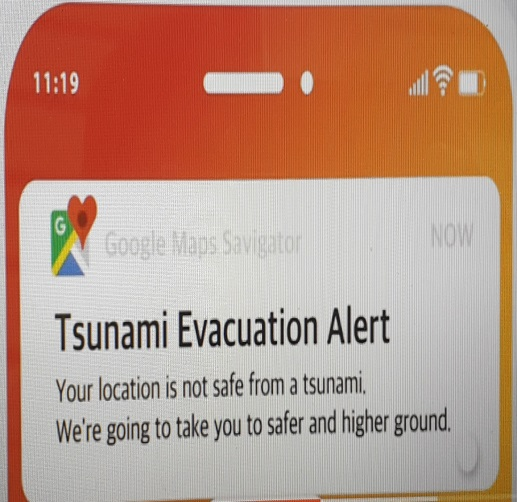 11:19
G
Google Maps Savigator NOW
Tsunami Evacuation Alert
Your location is not safe from a tsunami.
We're going to take you to safer and higher ground.